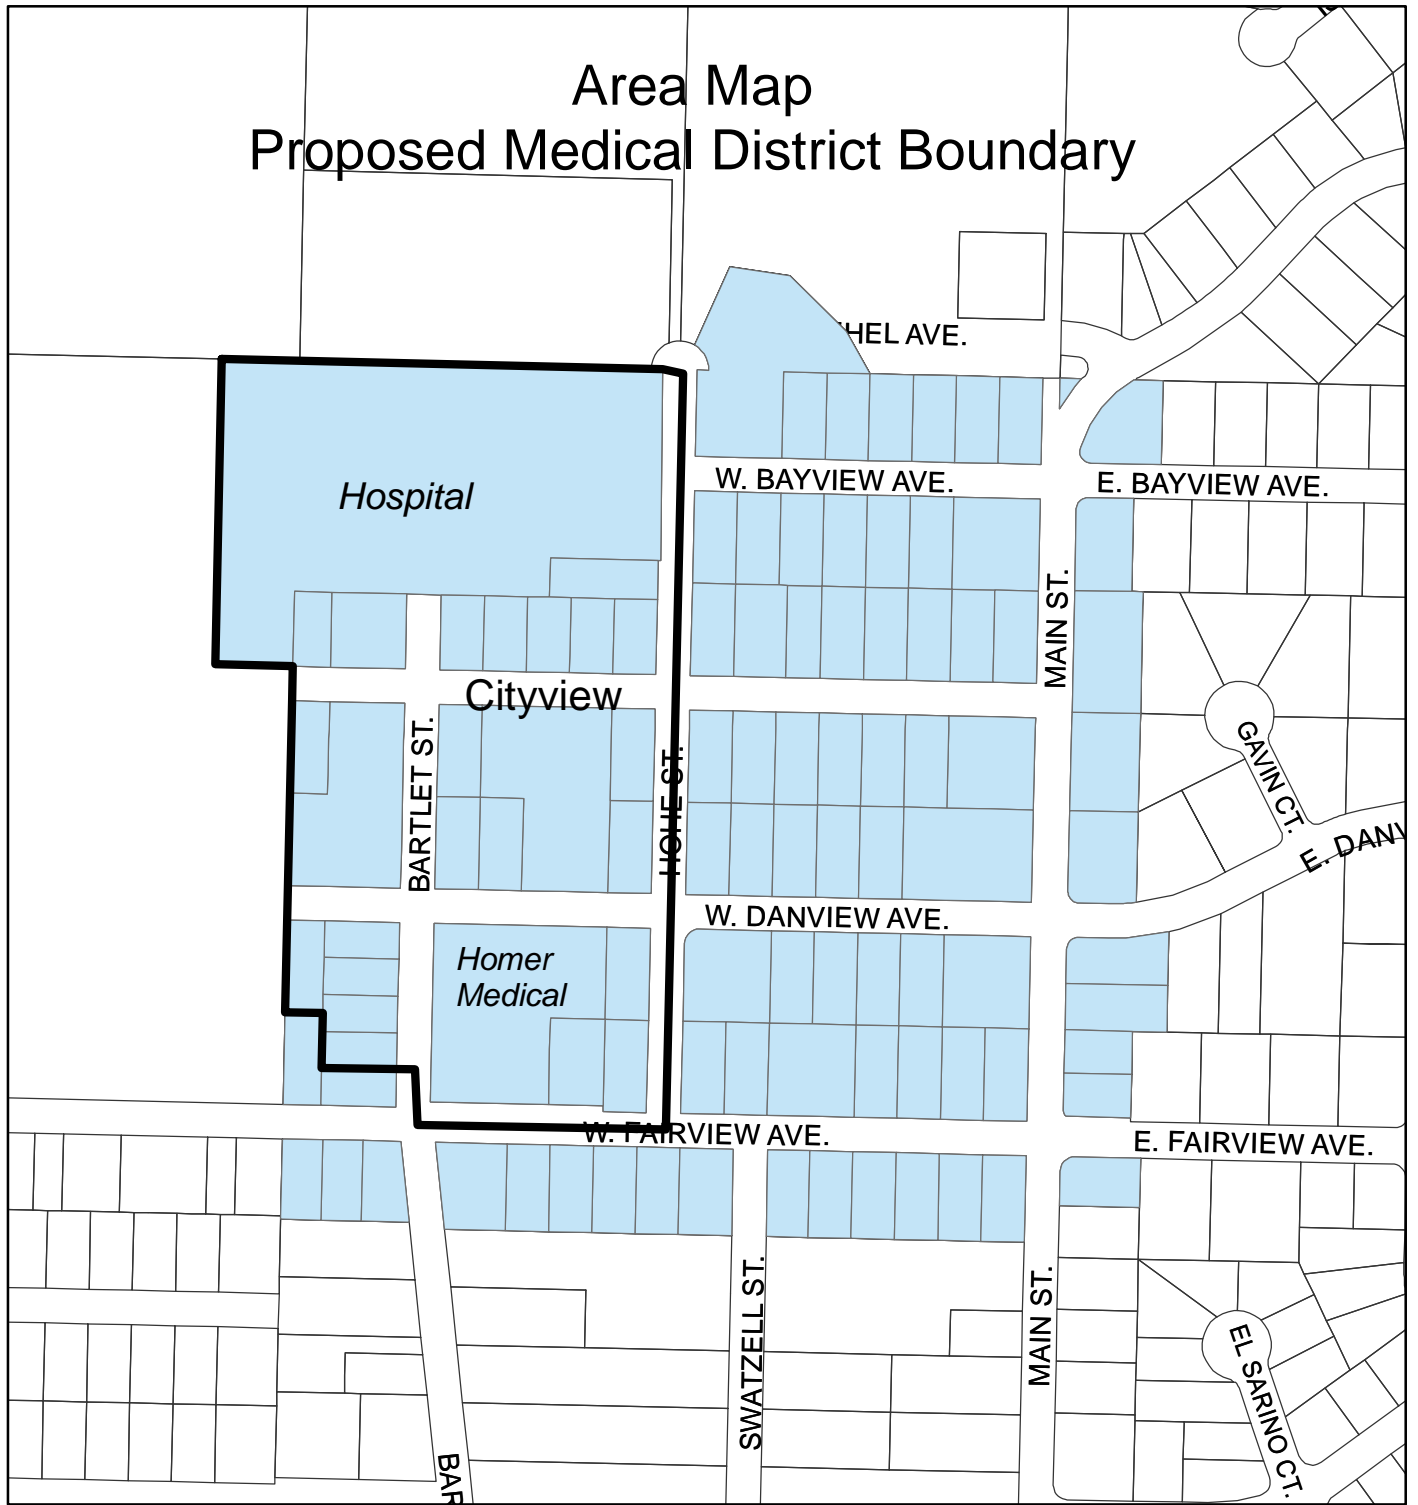 Area Map
Proposed Medical District Boundary
HEL AVE.
Hospital
W. BAYVIEW AVE.
E. BAYVIEW AVE.
MAIN ST.
Cityview
BARTLET ST.
HOHE ST.
GAVIN CT.
E. DANV
W. DANVIEW AVE.
Homer
Medical
W. FAIRVIEW AVE.
E. FAIRVIEW AVE.
SWATZELL ST.
MAIN ST.
EL SARINO CT.
BAR